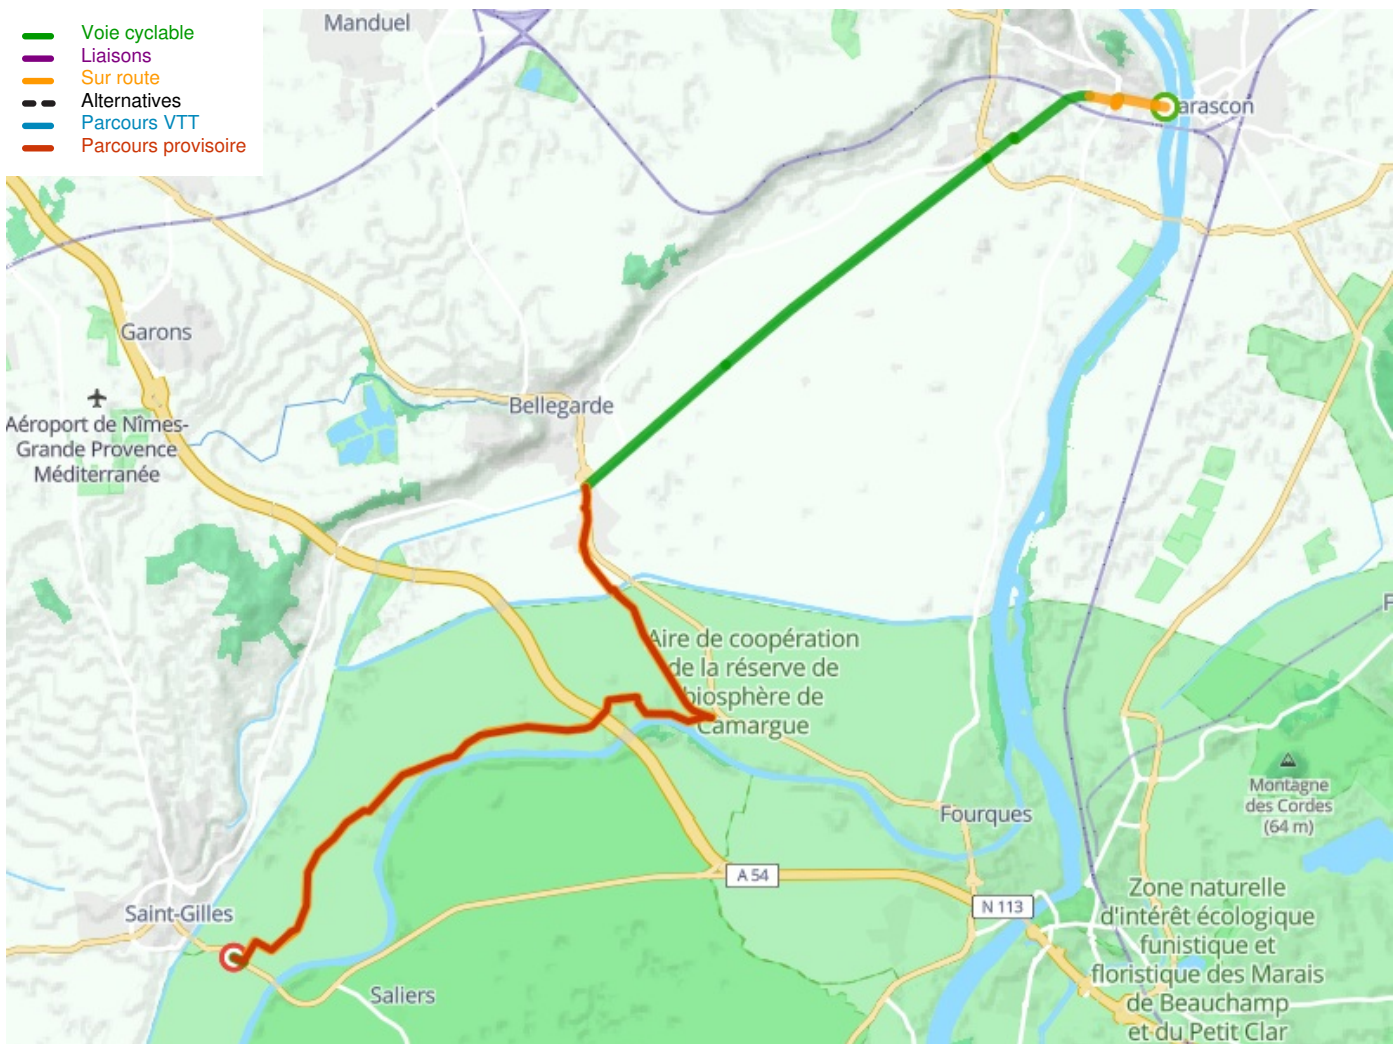 Voie cyclable
Liaisons
Sur route
Alternatives
Parcours VTT
Parcours provisoire
Manduel
arascon
Garons
Bellegarde
Aéroport de Nîmes-
Grande Provence
Méditerranée
Aire de coopération
de la réserve de
biosphère de
Camargue
F
Montagne
des Cordes
(64 m)
Fourques
A 54
N 113
Saint-Gilles
Saliers
Zone naturelle
d'intérêt écologique
funistique et
floristique des Marais
de Beauchamp
et du Petit Clar